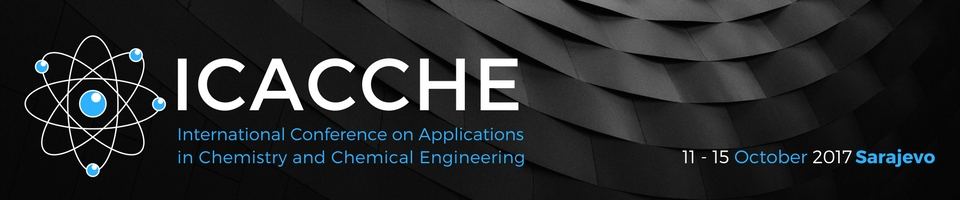 ICACCHE
International Conference on Applications
in Chemistry and Chemical Engineering
11 - 15 October 2017 Sarajevo